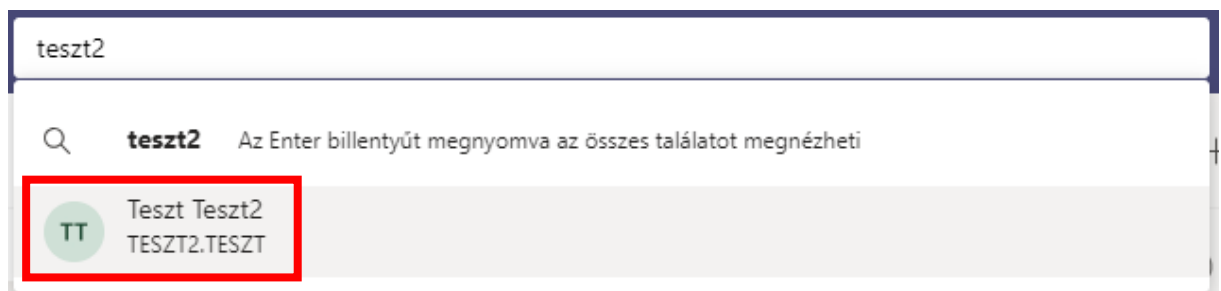 teszt2
teszt2 Az Enter billentyűt megnyomva az összes találatot megnézheti
Teszt Teszt2
TT
TESZT2.TESZT